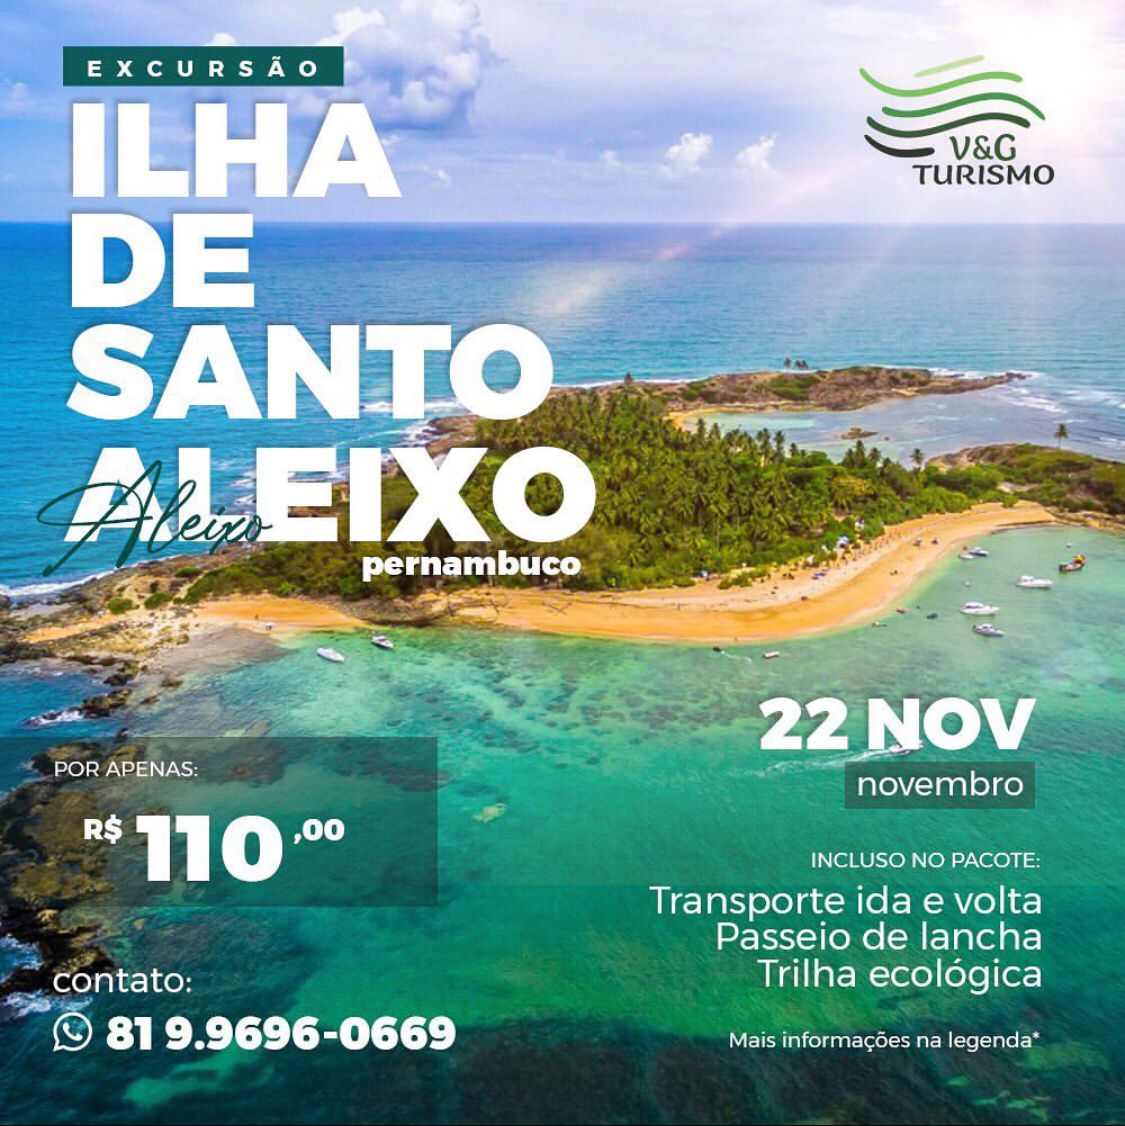 EXCURSÃO
ILHA
DE
SANTO
ALEIXO
Aleixo
pernambuco
V&G
TURISMO
22 NOV
novembro
POR APENAS:
R$ 110,00
INCLUSO NO PACOTE:
Transporte ida e volta
Passeio de lancha
Trilha ecológica
contato:
81 9.9696-0669
Mais informações na legenda*